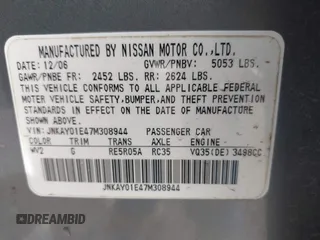 MANUFACTURED BY NISSAN MOTOR CO.,LTD.
DATE: 12/06 GVWR/PNBV: 5053 LBS.
GAWR/PNBE FR: 2452 LBS. RR: 2624 LBS.
THIS VEHICLE CONFORMS TO ALL APPLICABLE
FEDERAL MOTOR VEHICLE SAFETY, BUMPER, AND THEFT PREVENTION
STANDARDS IN EFFECT ON THE DATE OF MANUFACTURE
SHOWN ABOVE.
VIN: JNKAY01E47M308944 PASSENGER CAR
COLOR TRIM TRANS RC ENGINE
WV2 G RE5R05A RC35 VQ35(DE) 3498CC
JNKAY01E47M308944
DREAMBID